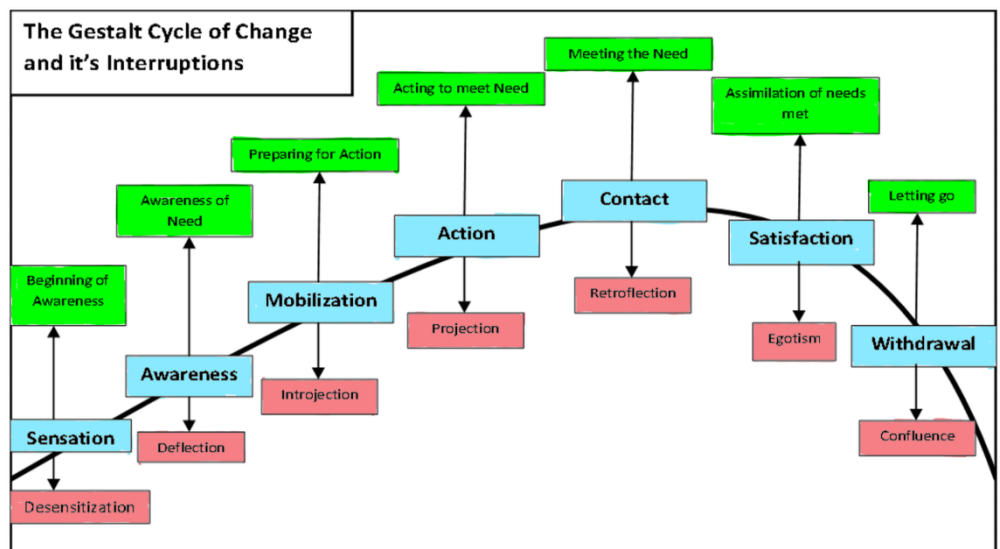 The Gestalt Cycle of Change
and it's Interruptions
Meeting the Need
Acting to meet Need
Assimilation of needs
met
Preparing for Action
Awareness of
Need
Letting go
Beginning of
Awareness
Contact
Action
Satisfaction
Mobilization
Withdrawal
Awareness
Sensation
Retroflection
Projection
Egotism
Introjection
Confluence
Deflection
Desensitization